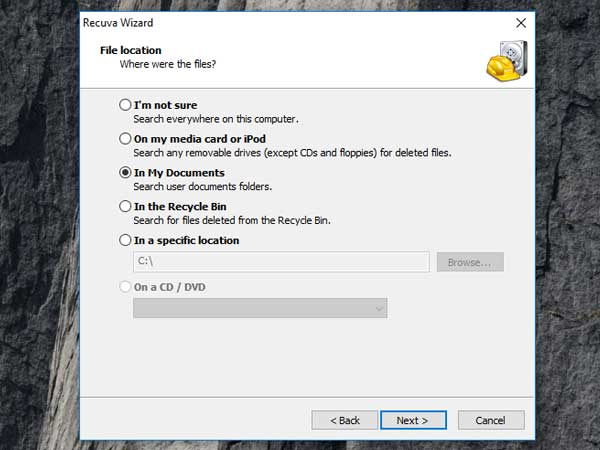 Recuva Wizard
File location
Where were the files?
I'm not sure
Search everywhere on this computer.
On my media card or iPod
Search any removable drives (except CDs and floppies) for deleted files.
In My Documents
Search user documents folders.
In the Recycle Bin
Search for files deleted from the Recycle Bin.
In a specific location
C:\
Browse...
On a CD / DVD
< Back
Next >
Cancel